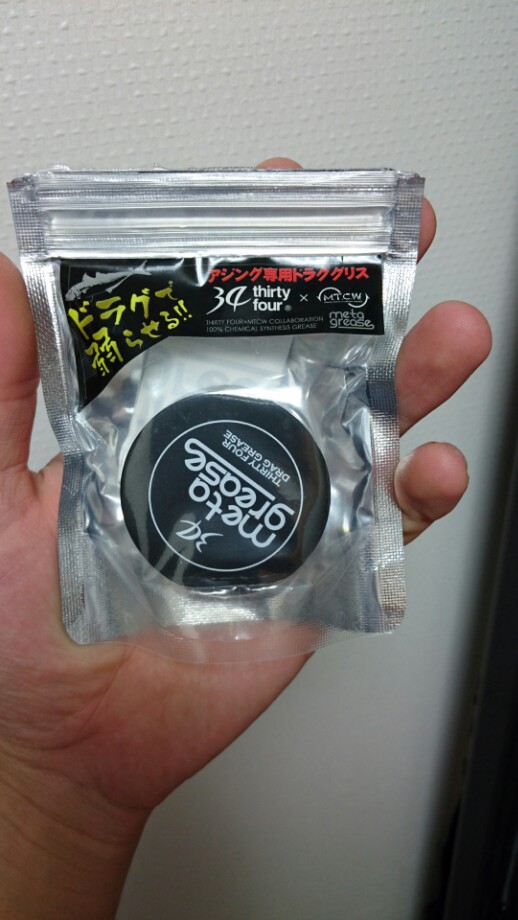 アジング専用ドラググリス
ドラグで
弱らせる!!
34 thirty four® × MTCW meta grease
THIRTY FOUR×MTCW COLLABORATION
100% CHEMICAL SYNTHESIS GREASE
34
meta
grease
THIRTY FOUR
DRAG GREASE